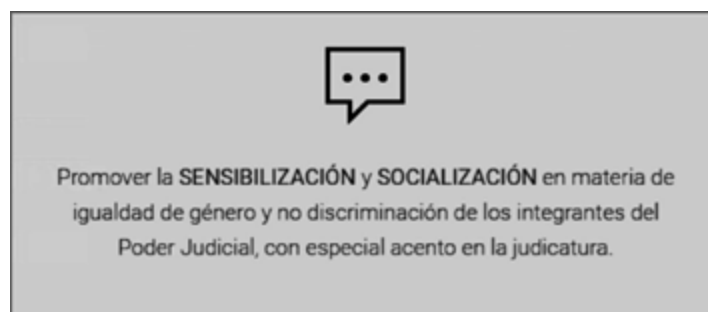 Promover la SENSIBILIZACIÓN y SOCIALIZACIÓN en materia de
igualdad de género y no discriminación de los integrantes del
Poder Judicial, con especial acento en la judicatura.